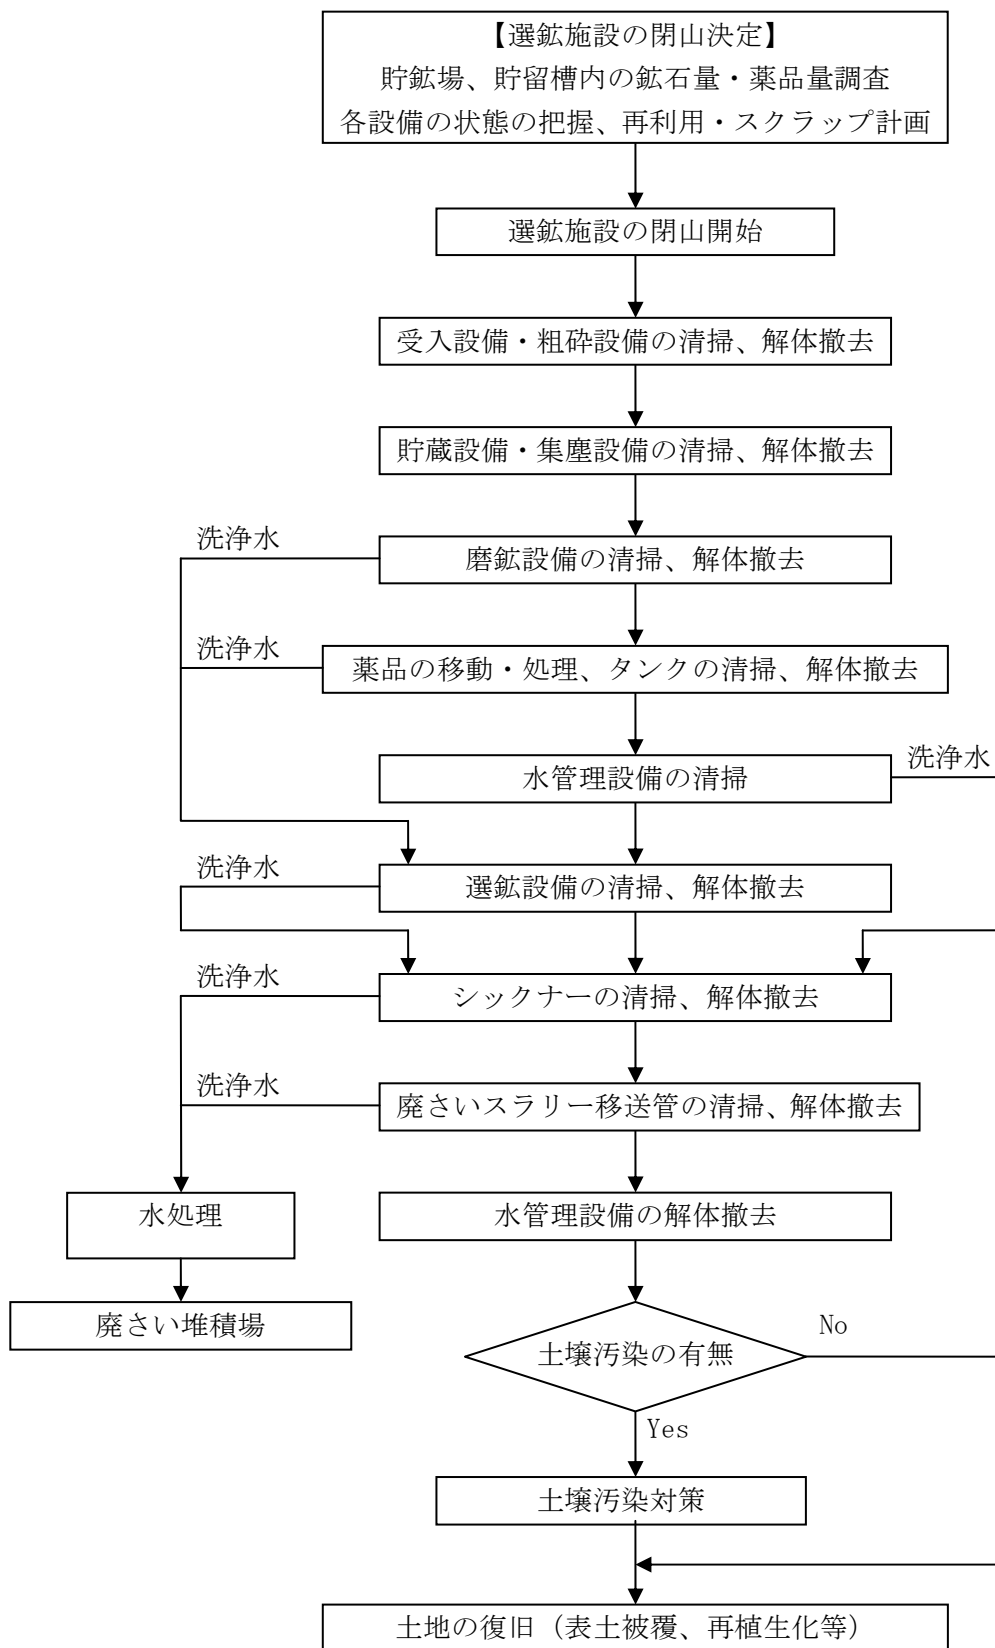 【選鉱施設の閉山決定】
貯鉱場、貯留槽内の鉱石量・薬品量調査
各設備の状態の把握、再利用・スクラップ計画
選鉱施設の閉山開始
受入設備・粗砕設備の清掃、解体撤去
貯蔵設備・集塵設備の清掃、解体撤去
洗浄水
磨鉱設備の清掃、解体撤去
洗浄水
薬品の移動・処理、タンクの清掃、解体撤去
水管理設備の清掃
洗浄水
洗浄水
選鉱設備の清掃、解体撤去
洗浄水
シックナーの清掃、解体撤去
洗浄水
廃さいスラリー移送管の清掃、解体撤去
水処理
水管理設備の解体撤去
廃さい堆積場
土壌汚染の有無
No
Yes
土壌汚染対策
土地の復旧（表土被覆、再植生化等）